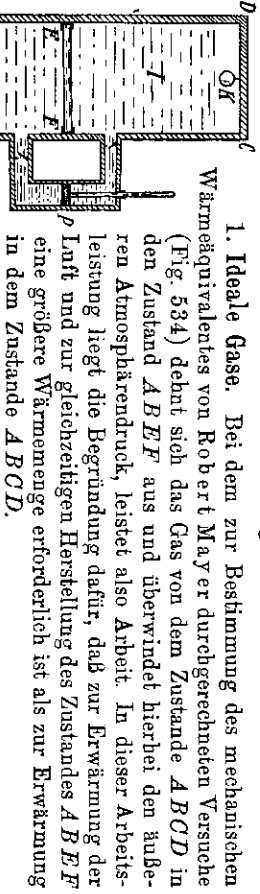 1. Ideale Gase. Bei dem zur Bestimmung des mechanischen
Wärmeäquivalentes von Robert Mayer durchgerechneten Versuche
(Fig. 534) dehnt sich das Gas von dem Zustande ABCD in
den Zustand ABEF aus und überwindet hierbei den äuße-
ren Atmosphärendruck, leistet also Arbeit. In dieser Arbeits-
leistung liegt die Begründung dafür, daß zur Erwärmung der
Luft und zur gleichzeitigen Herstellung des Zustandes ABEF
eine größere Wärmemenge erforderlich ist als zur Erwärmung
in dem Zustande ABCD.
D
C
K
I
E
F
P